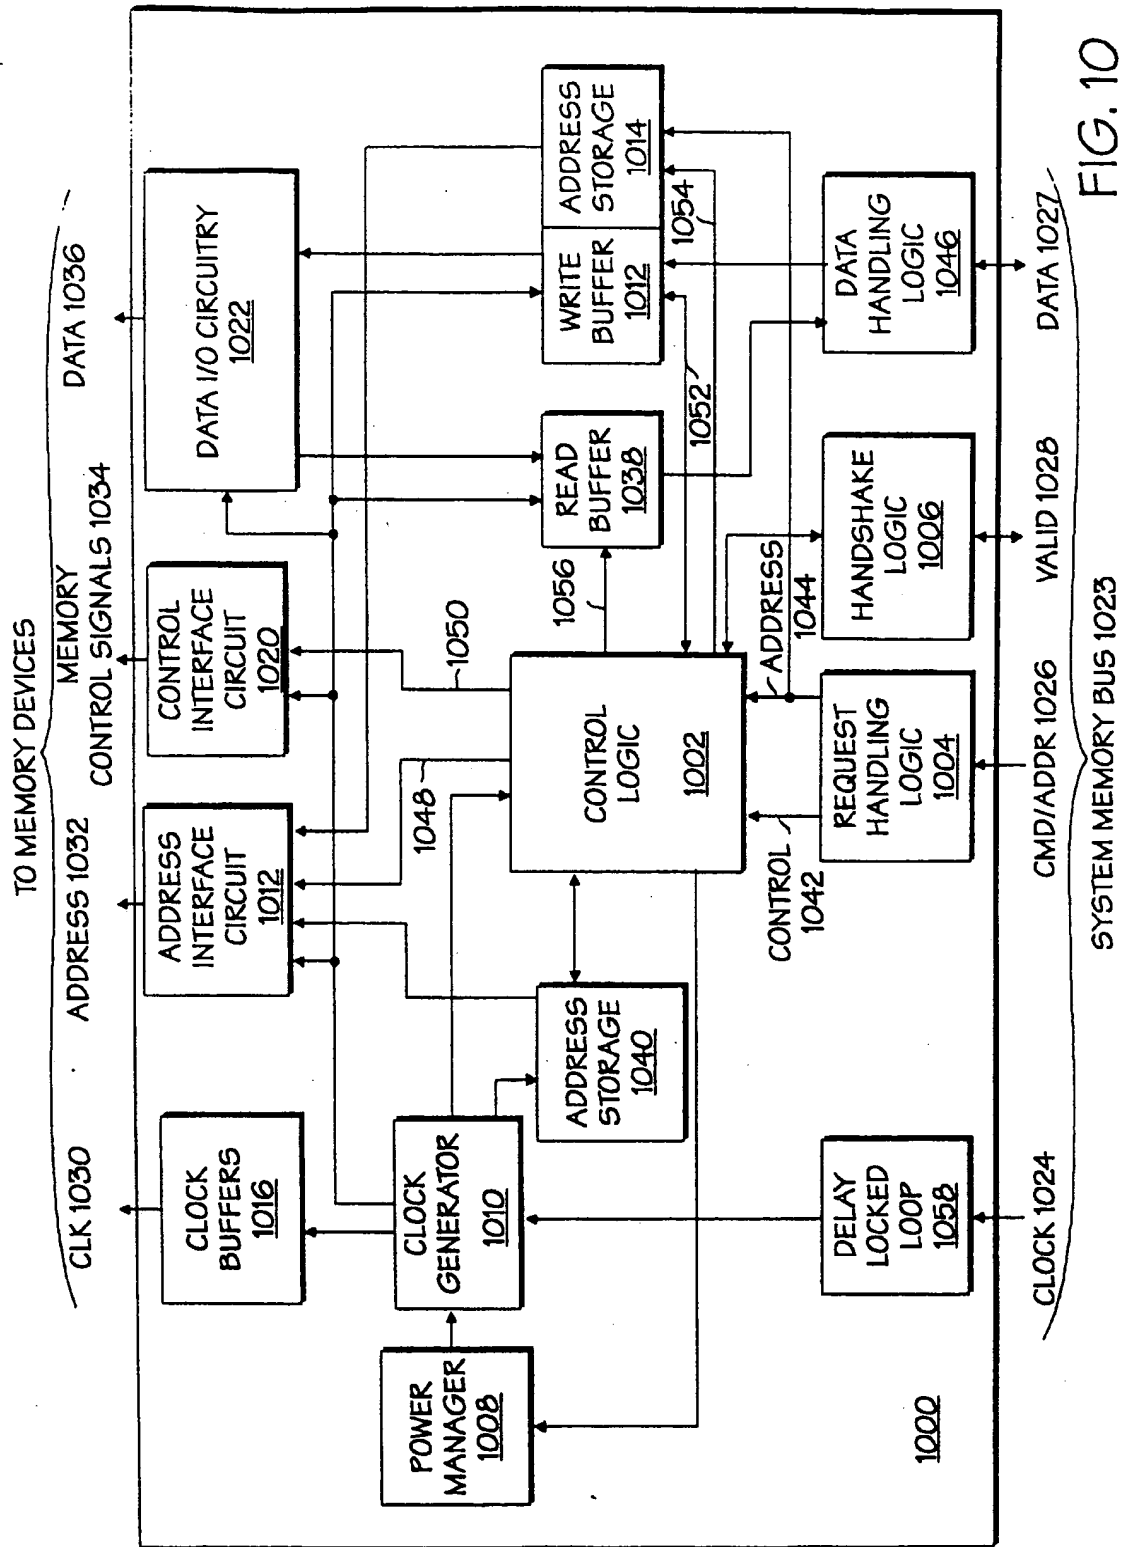 TO MEMORY DEVICES
CLK 1030
ADDRESS 1032
MEMORY
CONTROL SIGNALS 1034
DATA 1036
CLOCK
BUFFERS
1016
ADDRESS
INTERFACE
CIRCUIT
1012
CONTROL
INTERFACE
CIRCUIT
1020
DATA I/O CIRCUITRY
1022
POWER
MANAGER
1008
CLOCK
GENERATOR
1010
1048
1050
ADDRESS
STORAGE
1040
CONTROL
LOGIC
1002
1056
READ
BUFFER
1038
WRITE
BUFFER
1012
ADDRESS
STORAGE
1014
1052
1054
CONTROL
1042
ADDRESS
1044
DELAY
LOCKED
LOOP
1058
REQUEST
HANDLING
LOGIC
1004
HANDSHAKE
LOGIC
1006
DATA
HANDLING
LOGIC
1046
1000
CLOCK 1024
CMD/ADDR 1026
VALID 1028
DATA 1027
SYSTEM MEMORY BUS 1023
FIG. 10